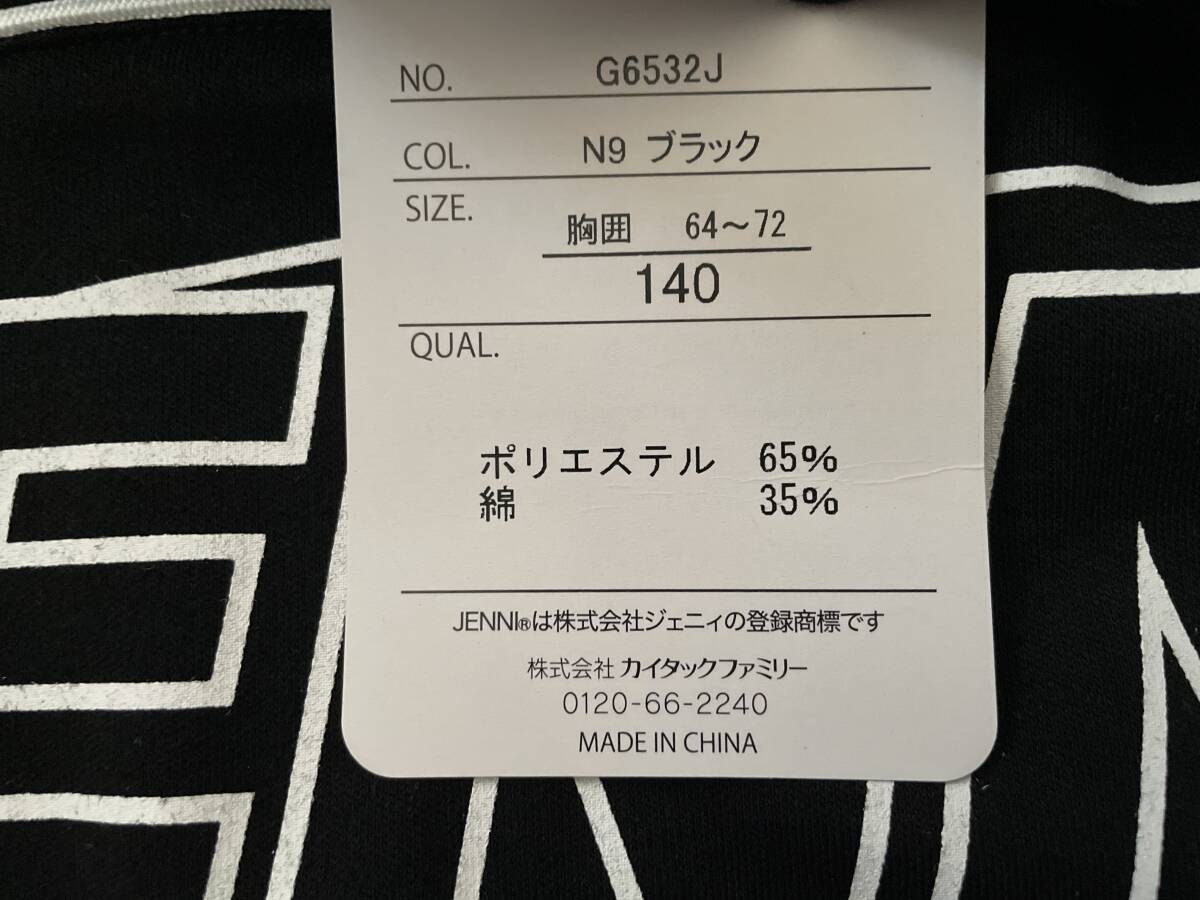 NO. G6532J
COL. N9 ブラック
SIZE.
胸囲 64～72
140
QUAL.
ポリエステル 65%
綿 35%
JENNI®は株式会社ジェニィの登録商標です
株式会社 カイタックファミリー
0120-66-2240
MADE IN CHINA